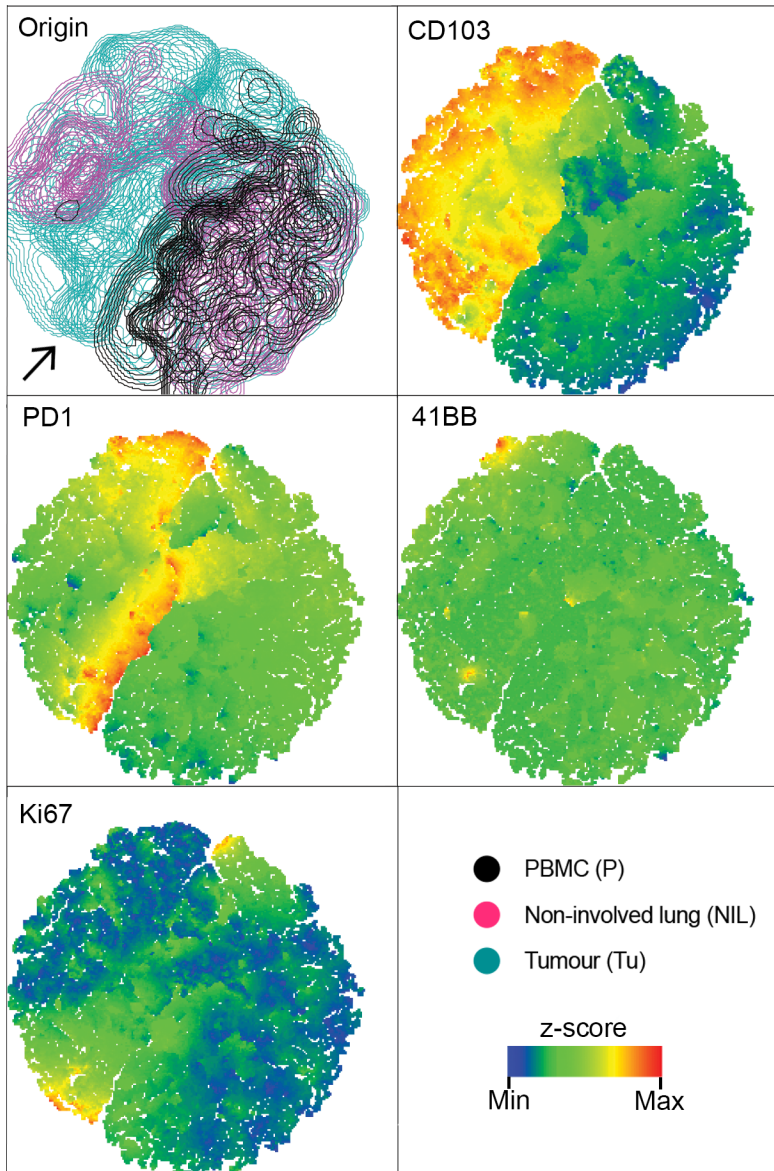 Origin
CD103
PD1
41BB
Ki67
PBMC (P)
Non-involved lung (NIL)
Tumour (Tu)
z-score
Min
Max